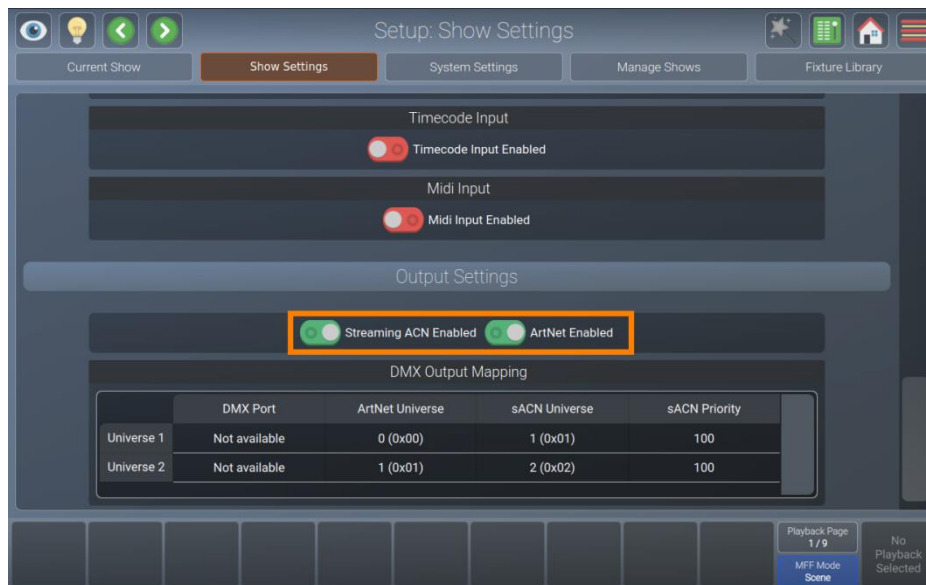 Setup: Show Settings
Current Show Show Settings System Settings Manage Shows Fixture Library
Timecode Input
Timecode Input Enabled
Midi Input
Midi Input Enabled
Output Settings
Streaming ACN Enabled ArtNet Enabled
DMX Output Mapping
DMX Port ArtNet Universe sACN Universe sACN Priority
Universe 1 Not available 0 (0x00) 1 (0x01) 100
Universe 2 Not available 1 (0x01) 2 (0x02) 100
Playback Page
1 / 9
MFF Mode
Scene
No
Playback
Selected